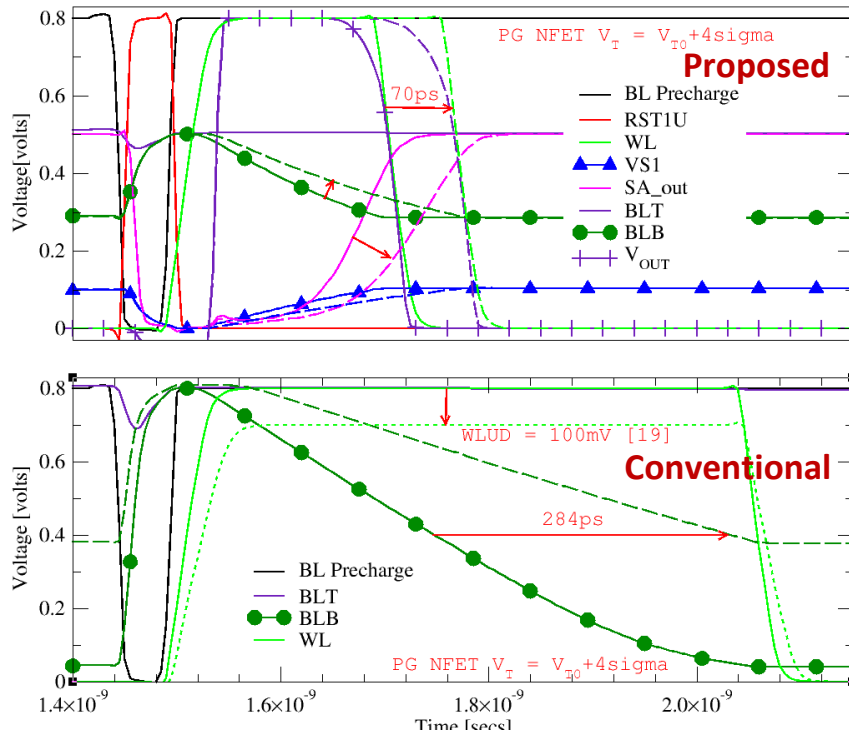 0.8
PG NFET V_T = V_T0+4sigma
Proposed
70ps
BL Precharge
RST1U
WL
VS1
SA_out
BLT
BLB
V_OUT
0.6
0.4
0.2
0
Voltage[volts]
0.8
WLUD = 100mV [19]
Conventional
284ps
BL Precharge
BLT
BLB
WL
PG NFET V_T = V_T0+4sigma
0.6
0.4
0.2
0
Voltage [volts]
1.4×10⁻⁹
1.6×10⁻⁹
1.8×10⁻⁹
2.0×10⁻⁹
Time [secs]